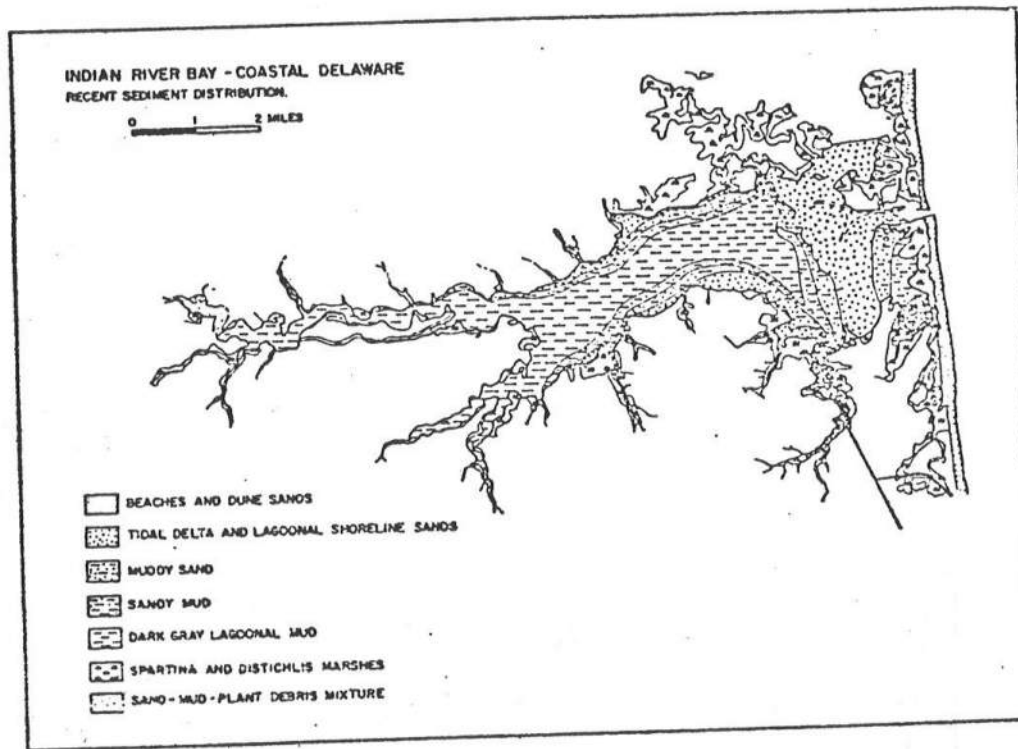 INDIAN RIVER BAY - COASTAL DELAWARE
RECENT SEDIMENT DISTRIBUTION.
0 1 2 MILES
BEACHES AND DUNE SANDS
TIDAL DELTA AND LAGOONAL SHORELINE SANDS
MUDDY SAND
SANDY MUD
DARK GRAY LAGOONAL MUD
SPARTINA AND DISTICHLIS MARSHES
SAND-MUD-PLANT DEBRIS MIXTURE